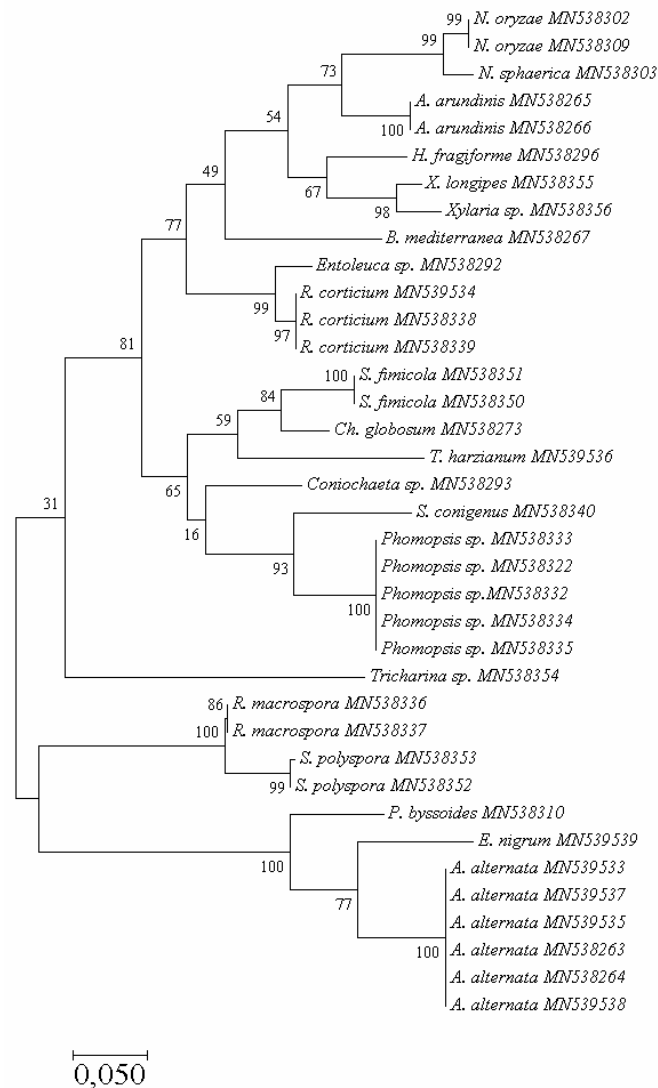 99 N. oryzae MN538302
99 N. oryzae MN538309
N. sphaerica MN538303
73
A. arundinis MN538265
54
100 A. arundinis MN538266
H. fragiforme MN538296
49
67 X. longipes MN538355
98 Xylaria sp. MN538356
77
B. mediterranea MN538267
Entoleuca sp. MN538292
99 R. corticium MN539534
97 R. corticium MN538338
81 R. corticium MN538339
100 S. fimicola MN538351
84 S. fimicola MN538350
59 Ch. globosum MN538273
T. harzianum MN539536
65 Coniochaeta sp. MN538293
31
16 S. conigenus MN538340
Phomopsis sp. MN538333
93 Phomopsis sp. MN538322
Phomopsis sp.MN538332
100 Phomopsis sp. MN538334
Phomopsis sp. MN538335
Tricharina sp. MN538354
86 R. macrospora MN538336
100 R. macrospora MN538337
S. polyspora MN538353
99 S. polyspora MN538352
P. byssoides MN538310
E. nigrum MN539539
100 A. alternata MN539533
A. alternata MN539537
77 A. alternata MN539535
100 A. alternata MN538263
A. alternata MN538264
A. alternata MN539538
0,050